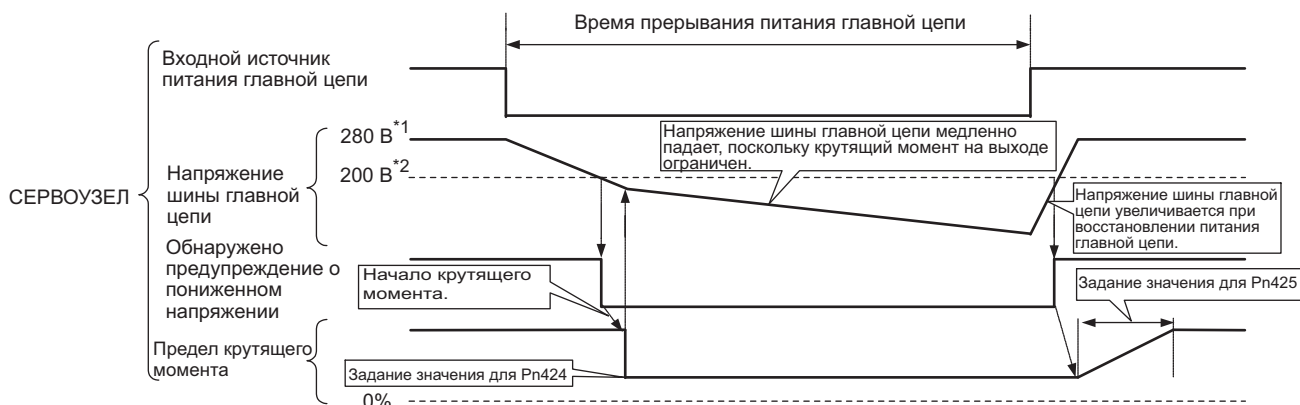 Время прерывания питания главной цепи
Входной источник
питания главной цепи
280 В*1
Напряжение шины главной цепи медленно
падает, поскольку крутящий момент на выходе
ограничен.
200 В*2
СЕРВОУЗЕЛ
Напряжение
шины главной
цепи
Напряжение шины главной
цепи увеличивается при
восстановлении питания
главной цепи.
Обнаружено
предупреждение о
пониженном
напряжении
Начало крутящего
момента.
Задание значения для Pn425
Предел крутящего
момента
Задание значения для Pn424
0%